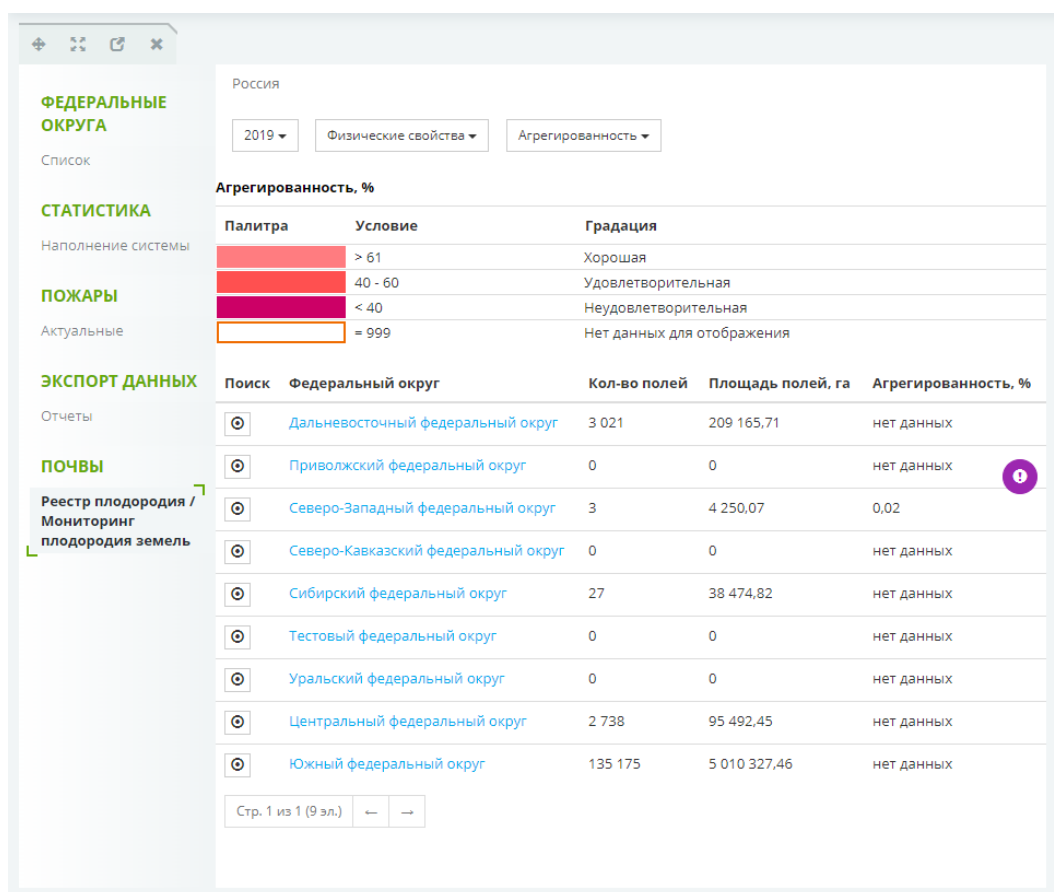 ФЕДЕРАЛЬНЫЕ
ОКРУГА
Список
СТАТИСТИКА
Наполнение системы
ПОЖАРЫ
Актуальные
ЭКСПОРТ ДАННЫХ
Отчеты
ПОЧВЫ
Реестр плодородия /
Мониторинг
плодородия земель
Россия
2019 Физические свойства Агрегированность
Агрегированность, %
Палитра Условие Градация
> 61 Хорошая
40 - 60 Удовлетворительная
< 40 Неудовлетворительная
= 999 Нет данных для отображения
Поиск Федеральный округ Кол-во полей Площадь полей, га Агрегированность, %
Дальневосточный федеральный округ 3 021 209 165,71 нет данных
Приволжский федеральный округ 0 0 нет данных
Северо-Западный федеральный округ 3 4 250,07 0,02
Северо-Кавказский федеральный округ 0 0 нет данных
Сибирский федеральный округ 27 38 474,82 нет данных
Тестовый федеральный округ 0 0 нет данных
Уральский федеральный округ 0 0 нет данных
Центральный федеральный округ 2 738 95 492,45 нет данных
Южный федеральный округ 135 175 5 010 327,46 нет данных
Стр. 1 из 1 (9 эл.) ← →